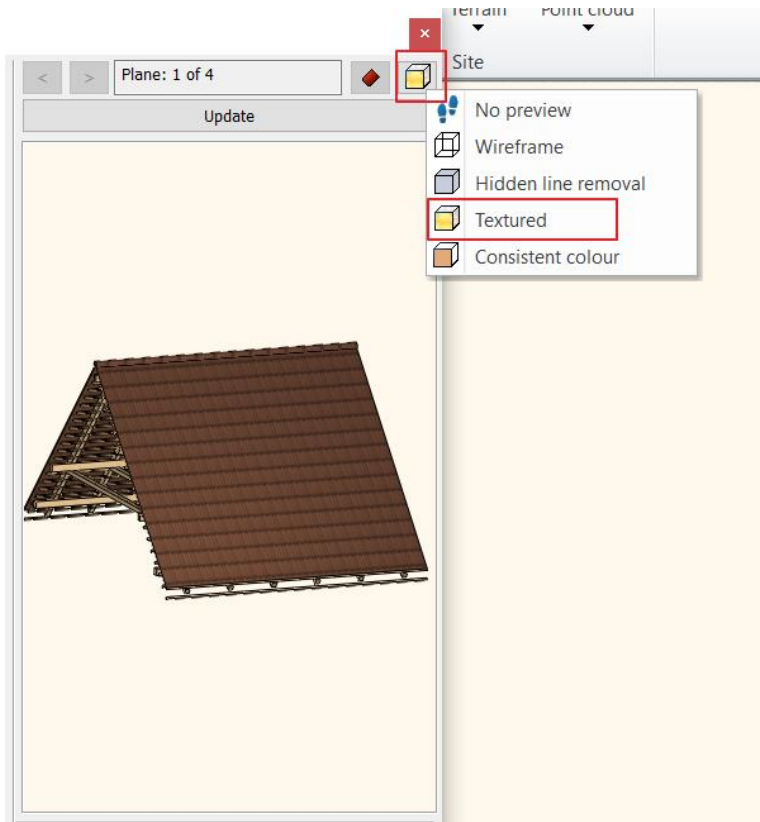 Terrain Point cloud
Site
< > Plane: 1 of 4
Update
No preview
Wireframe
Hidden line removal
Textured
Consistent colour